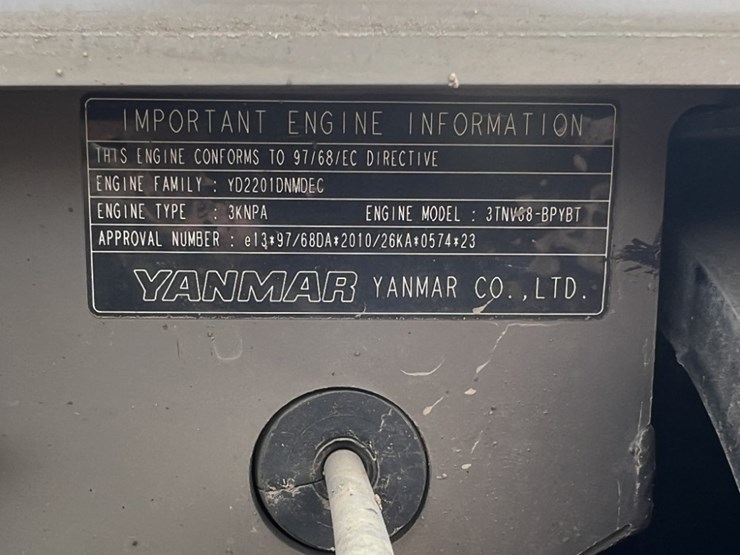 IMPORTANT ENGINE INFORMATION
THIS ENGINE CONFORMS TO 97/68/EC DIRECTIVE
ENGINE FAMILY : YD2201DNMDEC
ENGINE TYPE : 3KNPA ENGINE MODEL : 3TNV88-BPYBT
APPROVAL NUMBER : e13*97/68DA*2010/26KA*0574*23
YANMAR YANMAR CO.,LTD.